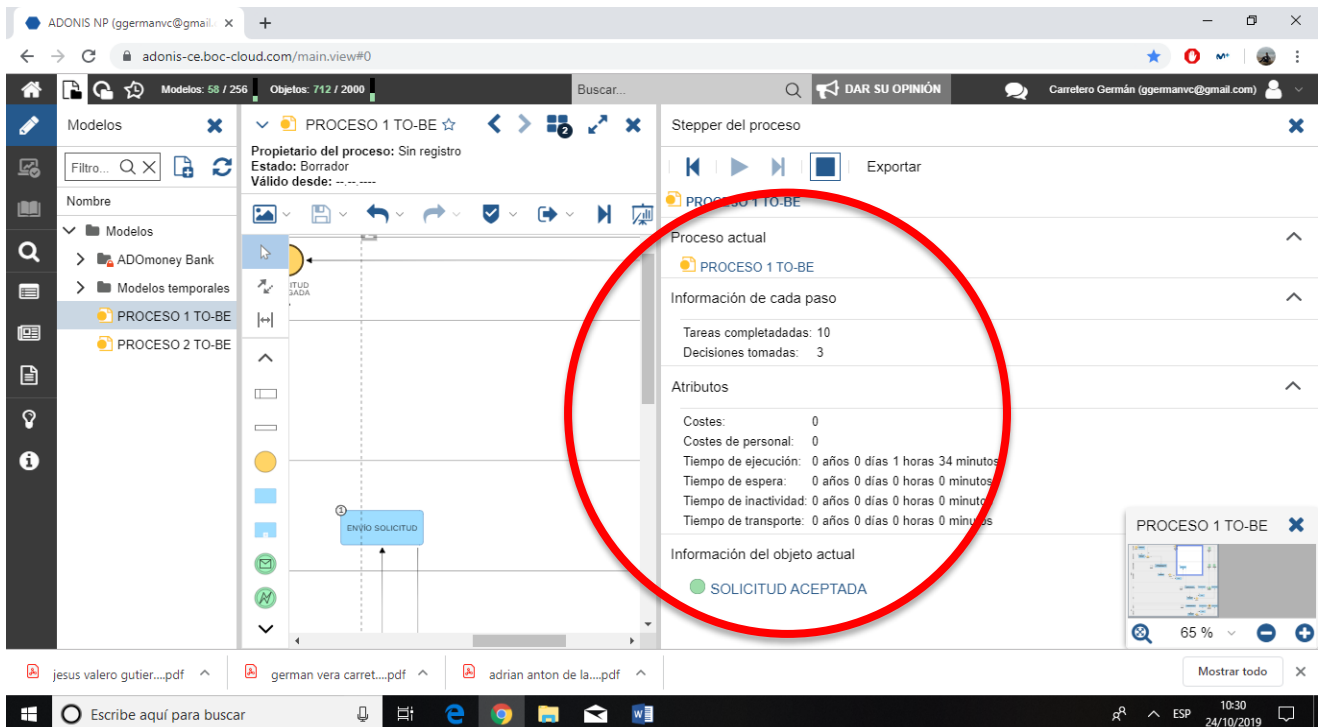 ADONIS NP (ggermanvc@gmail.
adonis-ce.boc-cloud.com/main.view#0
Modelos: 58 / 256 Objetos: 712 / 2000 Buscar... DAR SU OPINIÓN Carretero Germán (ggermanvc@gmail.com)
Modelos
Filtro...
Nombre
Modelos
ADOmoney Bank
Modelos temporales
PROCESO 1 TO-BE
PROCESO 2 TO-BE
PROCESO 1 TO-BE
2
Propietario del proceso: Sin registro
Estado: Borrador
Válido desde: --.--.----
1
ENVÍO SOLICITUD
Stepper del proceso
Exportar
PROCESO 1 TO-BE
Proceso actual
PROCESO 1 TO-BE
Información de cada paso
Tareas completadadas: 10
Decisiones tomadas: 3
Atributos
Costes: 0
Costes de personal: 0
Tiempo de ejecución: 0 años 0 días 1 horas 34 minutos
Tiempo de espera: 0 años 0 días 0 horas 0 minutos
Tiempo de inactividad: 0 años 0 días 0 horas 0 minutos
Tiempo de transporte: 0 años 0 días 0 horas 0 minutos
Información del objeto actual
SOLICITUD ACEPTADA
PROCESO 1 TO-BE
65 %
jesus valero gutier....pdf german vera carret....pdf adrian anton de la....pdf Mostrar todo
Escribe aquí para buscar
ESP
10:30
24/10/2019